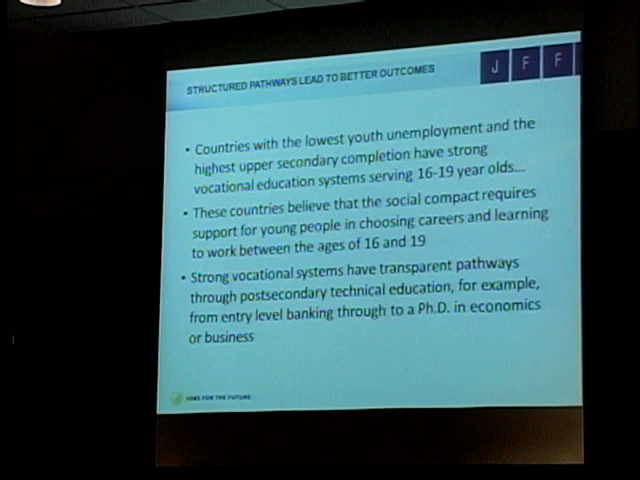 STRUCTURED PATHWAYS LEAD TO BETTER OUTCOMES
J F F
• Countries with the lowest youth unemployment and the
highest upper secondary completion have strong
vocational education systems serving 16-19 year olds...
• These countries believe that the social compact requires
support for young people in choosing careers and learning
to work between the ages of 16 and 19
• Strong vocational systems have transparent pathways
through postsecondary technical education, for example,
from entry level banking through to a Ph.D. in economics
or business
JOBS FOR THE FUTURE